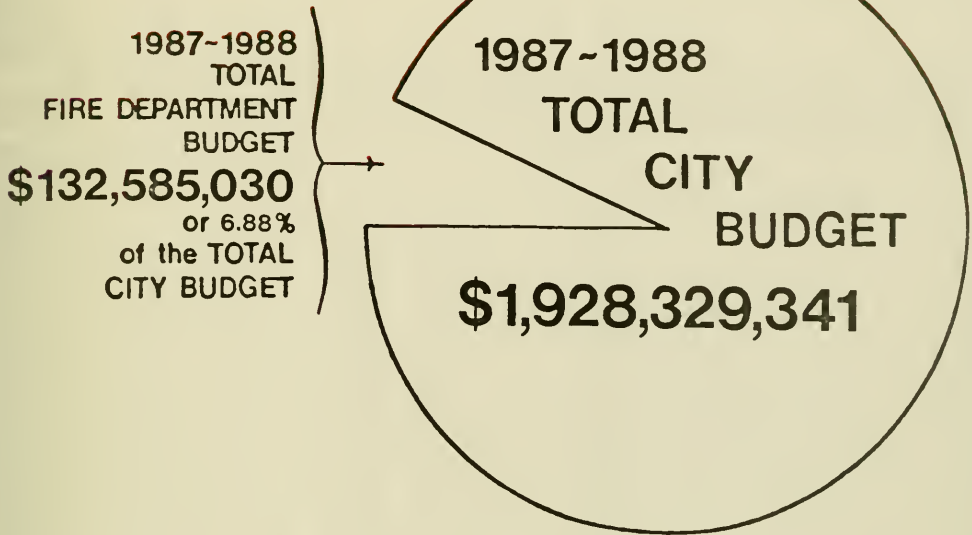 1987~1988
TOTAL
FIRE DEPARTMENT
BUDGET
$132,585,030
or 6.88%
of the TOTAL
CITY BUDGET
1987~1988
TOTAL
CITY
BUDGET
$1,928,329,341